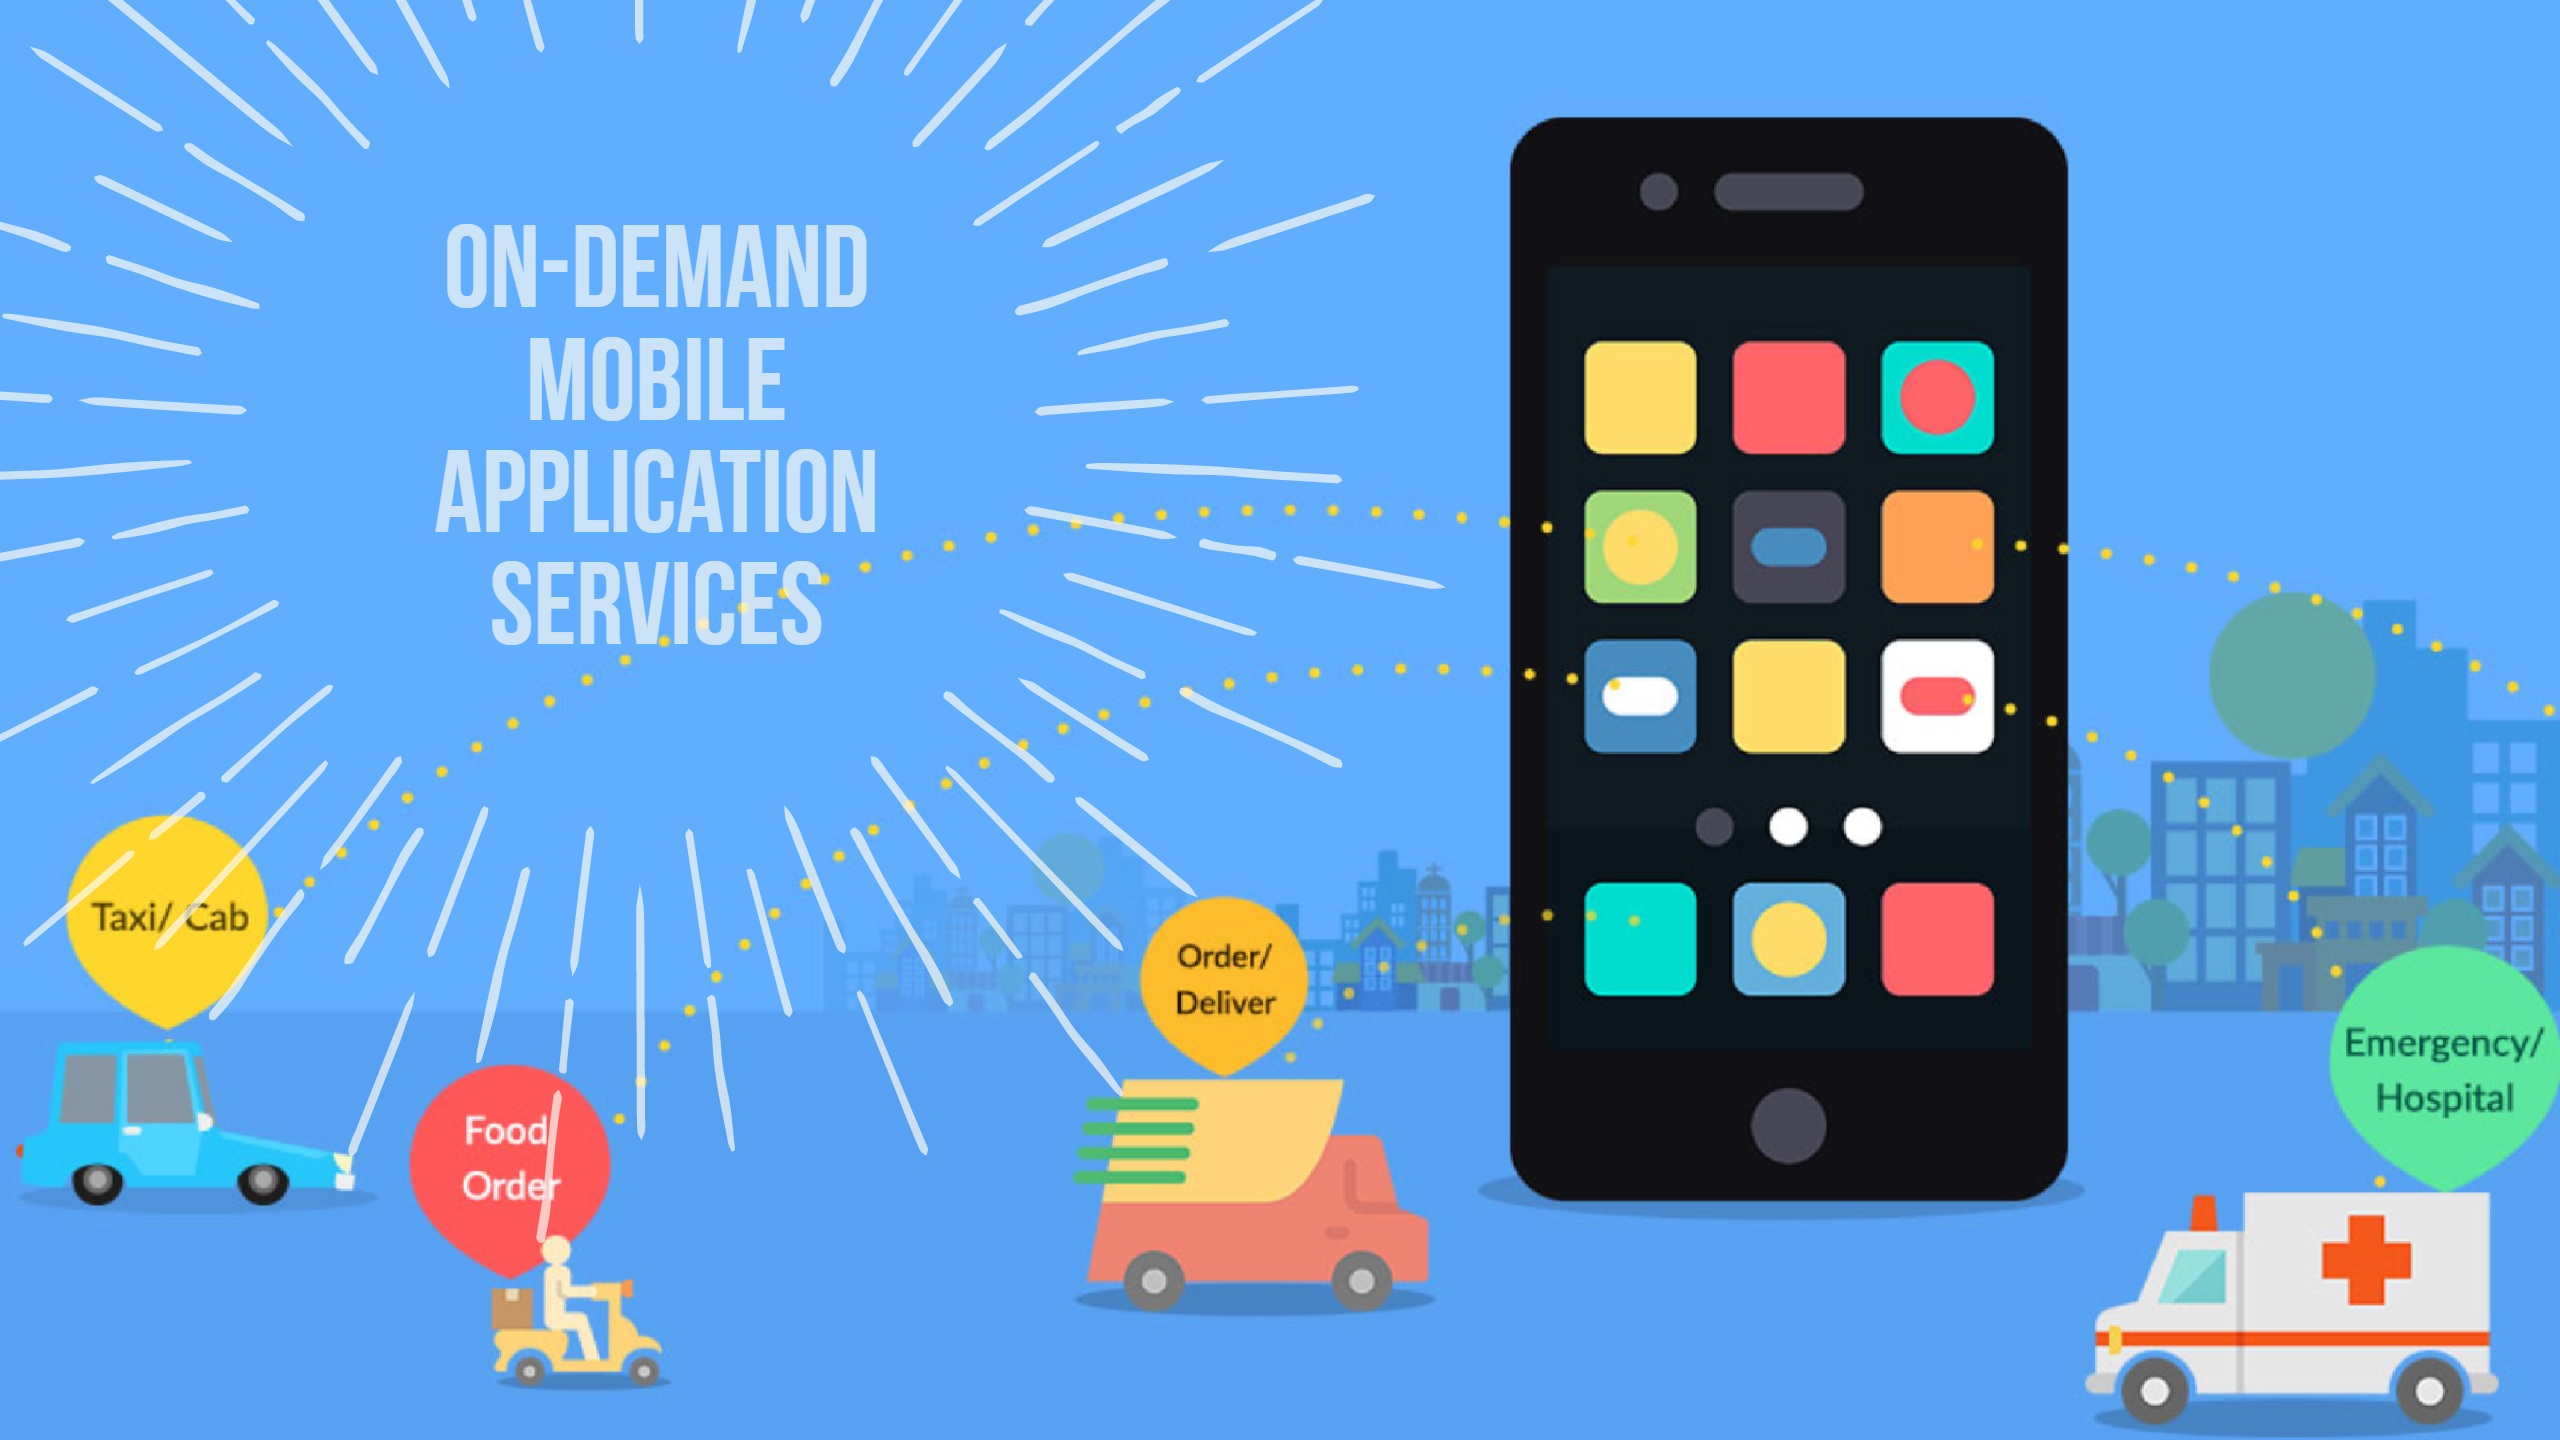 ON-DEMAND
MOBILE
APPLICATION
SERVICES
Taxi/ Cab
Food
Order
Order/
Deliver
Emergency/
Hospital